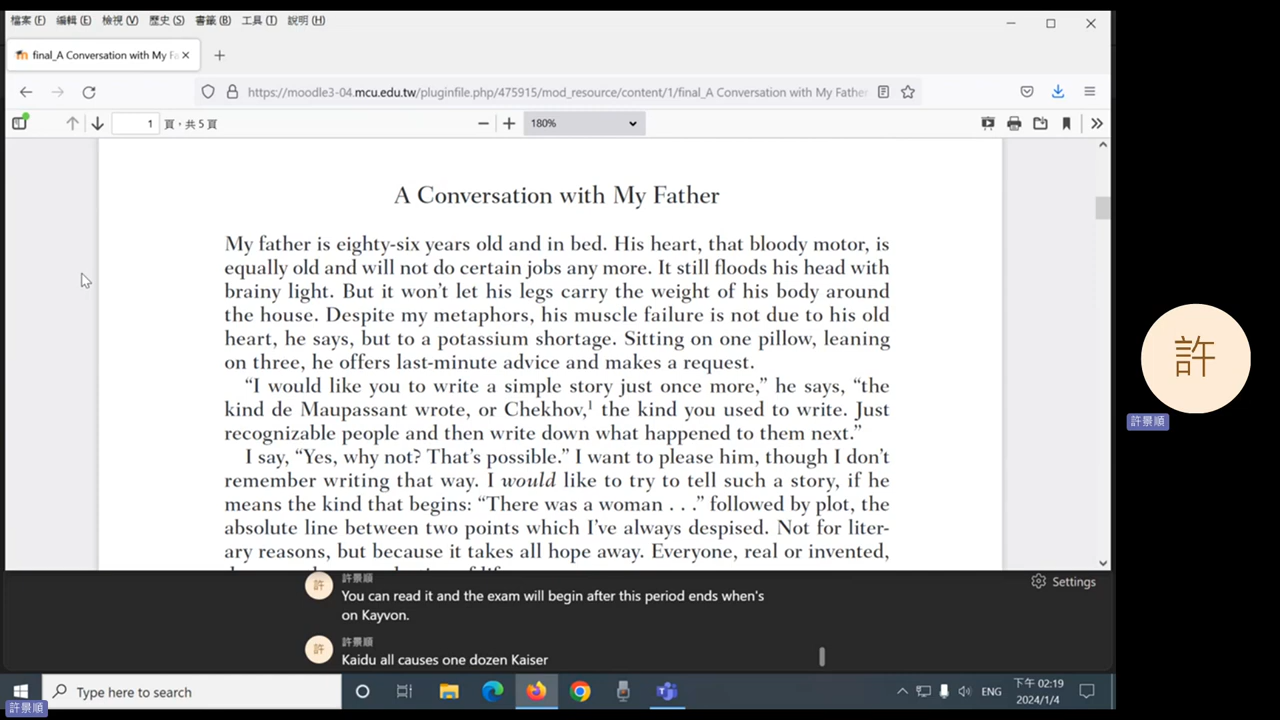 檔案(F) 編輯(E) 檢視(V) 歷史(S) 書籤(B) 工具(T) 說明(H)
final_A Conversation with My Fa
https://moodle3-04.mcu.edu.tw/pluginfile.php/475915/mod_resource/content/1/final_A Conversation with My Father
1 頁，共 5 頁 180%
A Conversation with My Father
My father is eighty-six years old and in bed. His heart, that bloody motor, is
equally old and will not do certain jobs any more. It still floods his head with
brainy light. But it won't let his legs carry the weight of his body around
the house. Despite my metaphors, his muscle failure is not due to his old
heart, he says, but to a potassium shortage. Sitting on one pillow, leaning
on three, he offers last-minute advice and makes a request.
"I would like you to write a simple story just once more," he says, "the
kind de Maupassant wrote, or Chekhov,¹ the kind you used to write. Just
recognizable people and then write down what happened to them next."
I say, "Yes, why not? That's possible." I want to please him, though I don't
remember writing that way. I would like to try to tell such a story, if he
means the kind that begins: "There was a woman . . ." followed by plot, the
absolute line between two points which I've always despised. Not for liter-
ary reasons, but because it takes all hope away. Everyone, real or invented,
許
許景順
許景順
許
You can read it and the exam will begin after this period ends when's
on Kayvon.
許景順
許
Kaidu all causes one dozen Kaiser
Settings
Type here to search
ENG
下午 02:19
2024/1/4
許景順